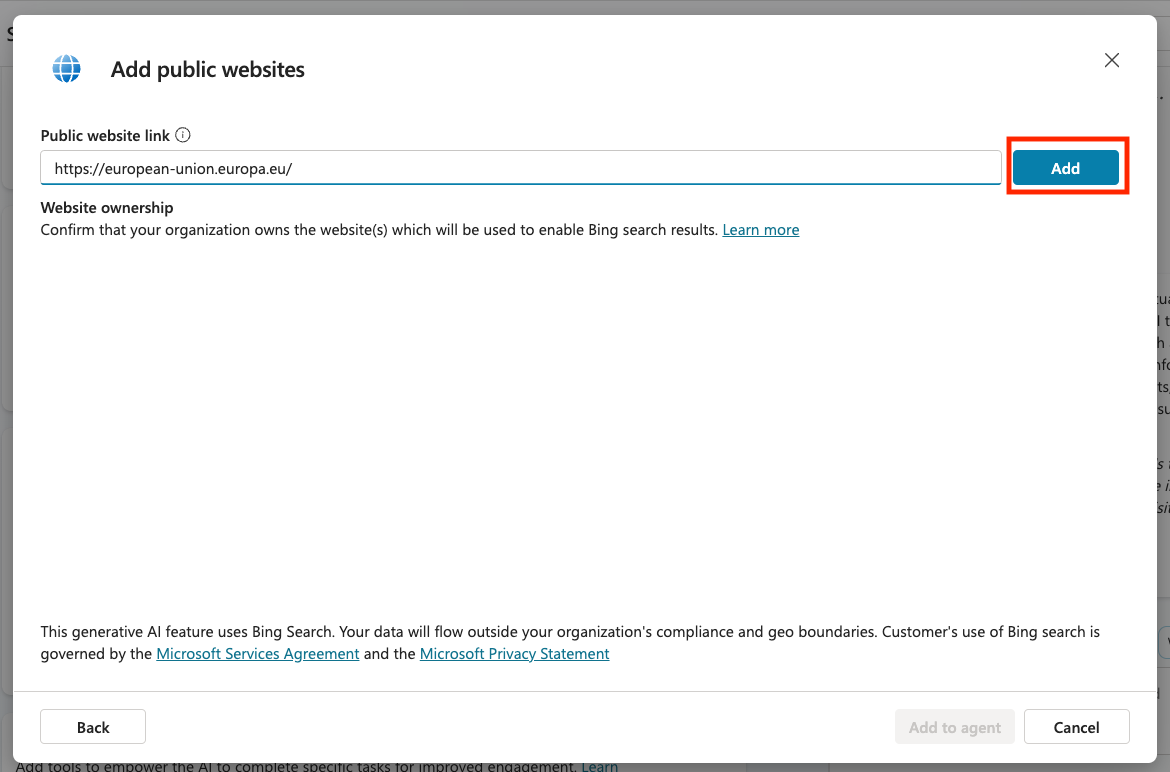 Add public websites
Public website link
https://european-union.europa.eu/
Add
Website ownership
Confirm that your organization owns the website(s) which will be used to enable Bing search results. Learn more
This generative AI feature uses Bing Search. Your data will flow outside your organization's compliance and geo boundaries. Customer's use of Bing search is
governed by the Microsoft Services Agreement and the Microsoft Privacy Statement
Back
Add to agent
Cancel
Add tools to empower the AI to complete specific tasks for improved engagement. Learn